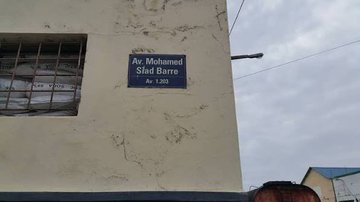 Av. Mohamed
Siad Barre
Av. 1.203